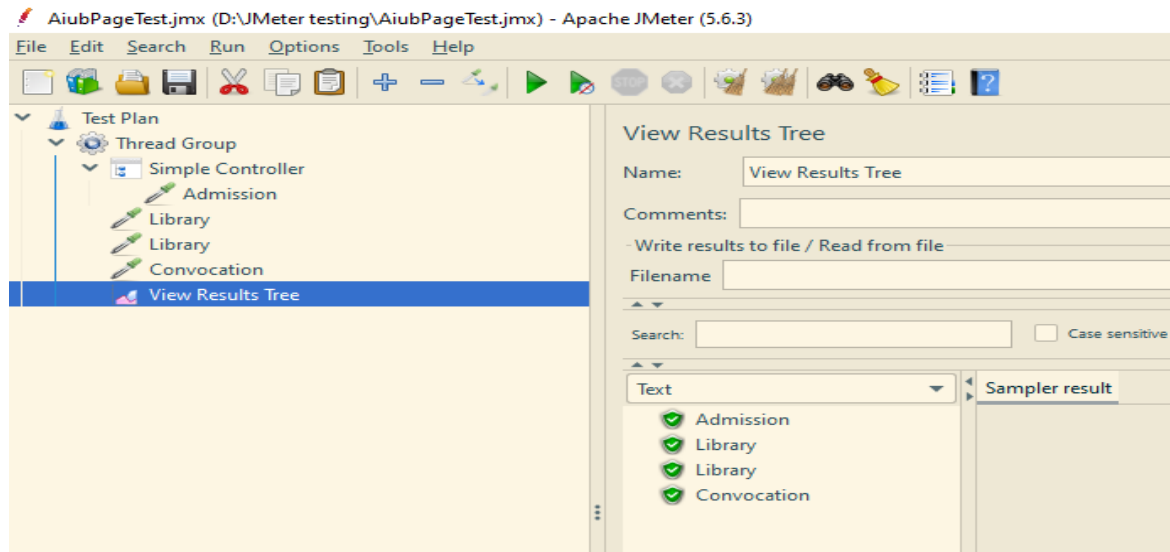 AiubPageTest.jmx (D:\JMeter testing\AiubPageTest.jmx) - Apache JMeter (5.6.3)
File Edit Search Run Options Tools Help
STOP
Test Plan
Thread Group
Simple Controller
Admission
Library
Library
Convocation
View Results Tree
View Results Tree
Name: View Results Tree
Comments:
Write results to file / Read from file
Filename
Search: Case sensitive
Text
Sampler result
Admission
Library
Library
Convocation